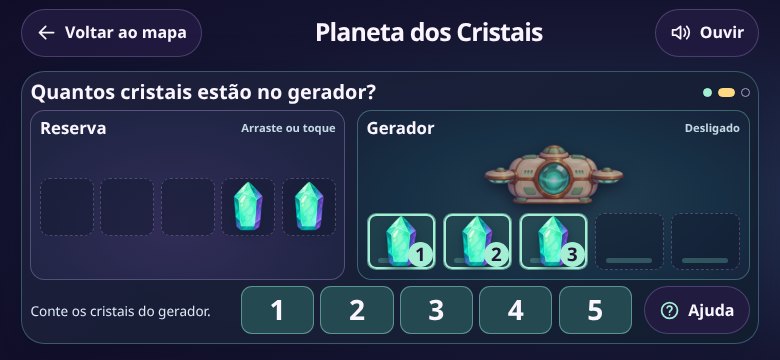 Voltar ao mapa
Planeta dos Cristais
Ouvir
Quantos cristais estão no gerador?
Reserva
Arraste ou toque
Gerador
Desligado
1
2
3
Conte os cristais do gerador.
1
2
3
4
5
Ajuda